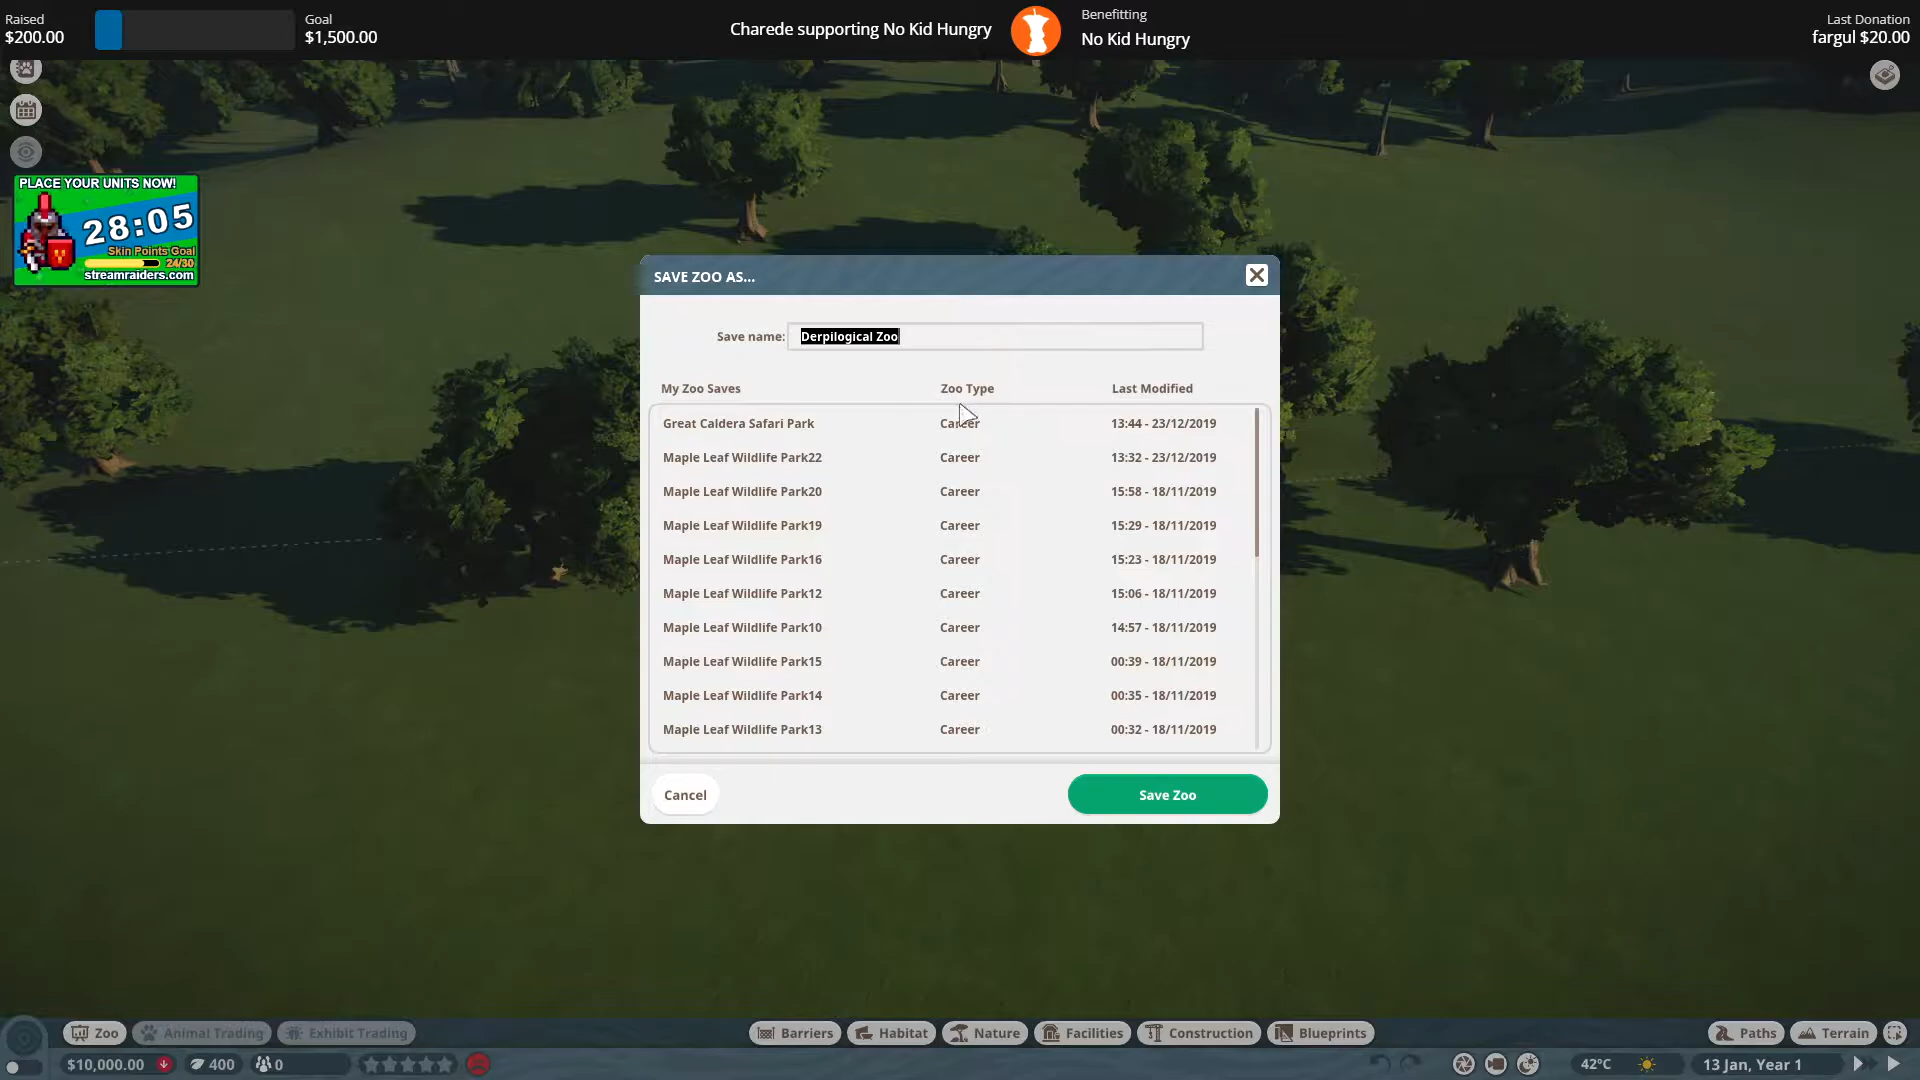 Raised
$200.00
Goal
$1,500.00
Charede supporting No Kid Hungry
Benefitting
No Kid Hungry
Last Donation
fargul $20.00
PLACE YOUR UNITS NOW!
28:05
Skin Points Goal
24/30
streamraiders.com
SAVE ZOO AS...
Save name: Derpilogical Zoo
My Zoo Saves Zoo Type Last Modified
Great Caldera Safari Park Career 13:44 - 23/12/2019
Maple Leaf Wildlife Park22 Career 13:32 - 23/12/2019
Maple Leaf Wildlife Park20 Career 15:58 - 18/11/2019
Maple Leaf Wildlife Park19 Career 15:29 - 18/11/2019
Maple Leaf Wildlife Park16 Career 15:23 - 18/11/2019
Maple Leaf Wildlife Park12 Career 15:06 - 18/11/2019
Maple Leaf Wildlife Park10 Career 14:57 - 18/11/2019
Maple Leaf Wildlife Park15 Career 00:39 - 18/11/2019
Maple Leaf Wildlife Park14 Career 00:35 - 18/11/2019
Maple Leaf Wildlife Park13 Career 00:32 - 18/11/2019
Cancel Save Zoo
Zoo Animal Trading Exhibit Trading Barriers Habitat Nature Facilities Construction Blueprints Paths Terrain
$10,000.00 400 0 42°C 13 Jan, Year 1